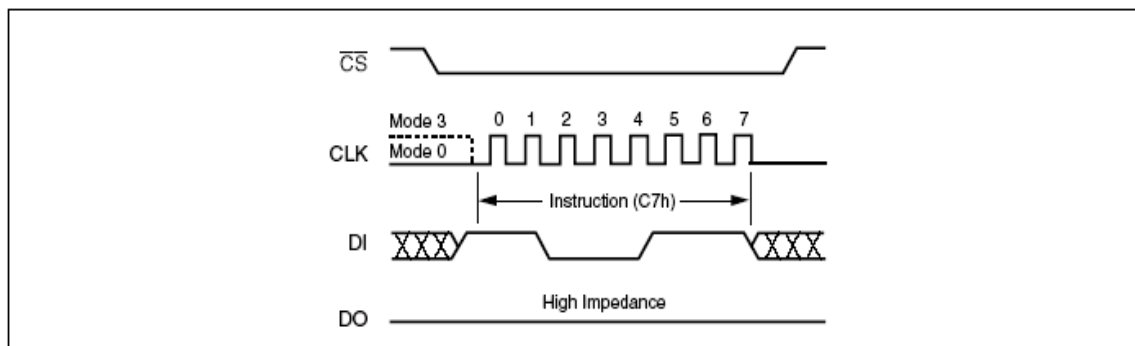 CS
Mode 3
0 1 2 3 4 5 6 7
CLK
Mode 0
Instruction (C7h)
DI
High Impedance
DO